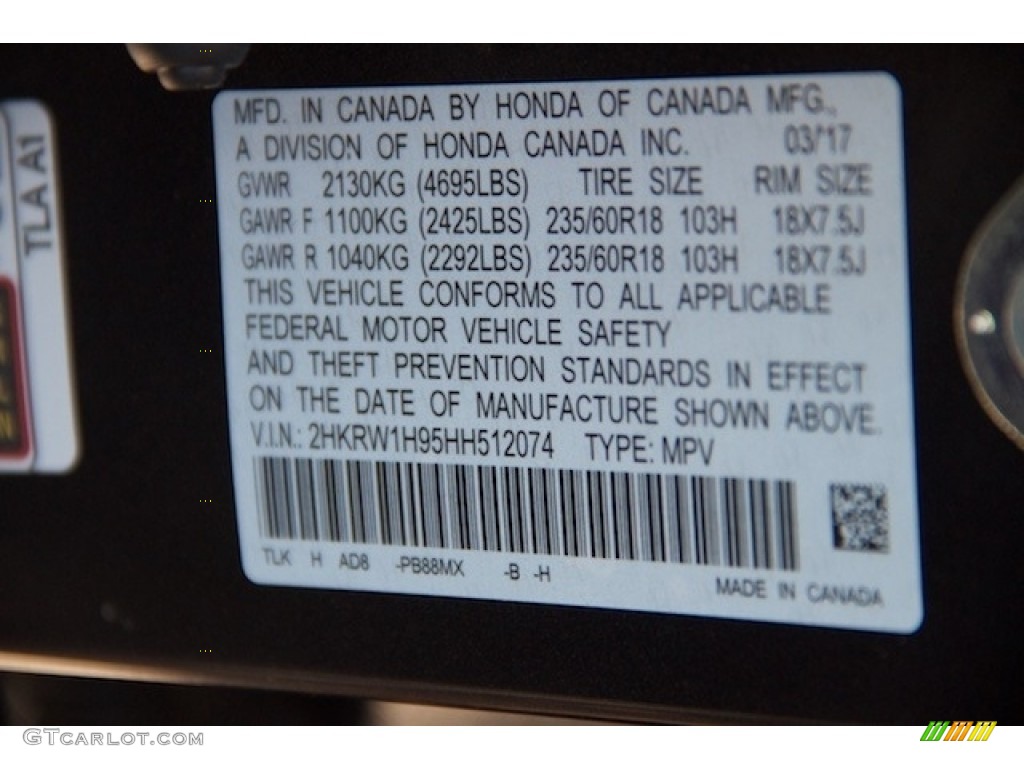 MFD. IN CANADA BY HONDA OF CANADA MFG.,
A DIVISION OF HONDA CANADA INC. 03/'17
GVWR 2130KG (4695LBS) TIRE SIZE RIM SIZE
GAWR F 1100KG (2425LBS) 235/60R18 103H 18X7.5J
GAWR R 1040KG (2292LBS) 235/60R18 103H 18X7.5J
THIS VEHICLE CONFORMS TO ALL APPLICABLE
FEDERAL MOTOR VEHICLE SAFETY
AND THEFT PREVENTION STANDARDS IN EFFECT
ON THE DATE OF MANUFACTURE SHOWN ABOVE.
V.I.N.: 2HKRW1H95HH512074 TYPE: MPV
TLK H AD8 -PB88MX -B -H
MADE IN CANADA
TLA A1
GTCARLOT.COM